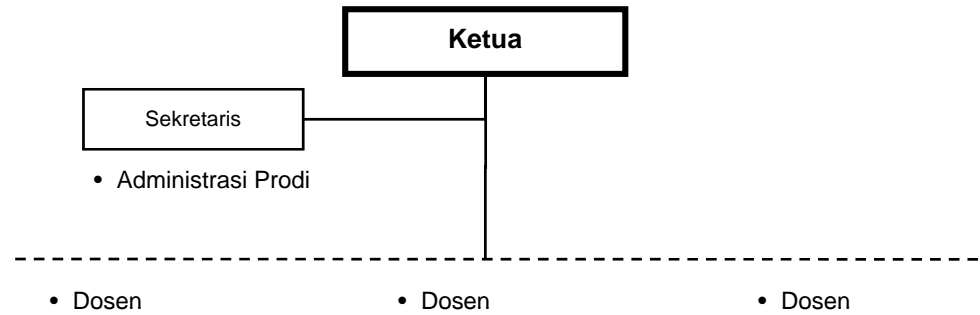 Ketua
Sekretaris
• Administrasi Prodi
• Dosen
• Dosen
• Dosen